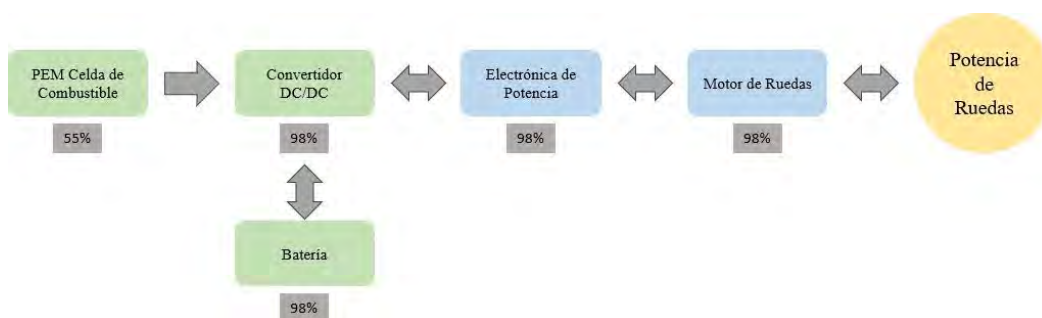 PEM Celda de
Combustible
55%
Convertidor
DC/DC
98%
Electrónica de
Potencia
98%
Motor de Ruedas
98%
Potencia
de
Ruedas
Batería
98%